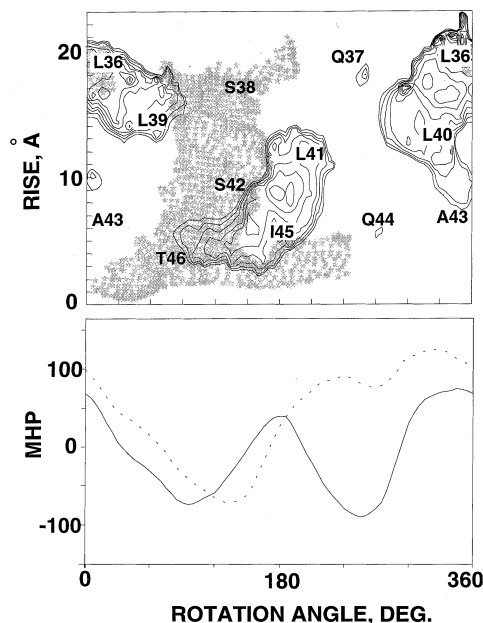 20
L36
Q37
L36
S38
L39
L40
L41
RISE, Å
10
S42
A43
Q44
A43
I45
T46
0
100
MHP
0
-100
0
180
360
ROTATION ANGLE, DEG.